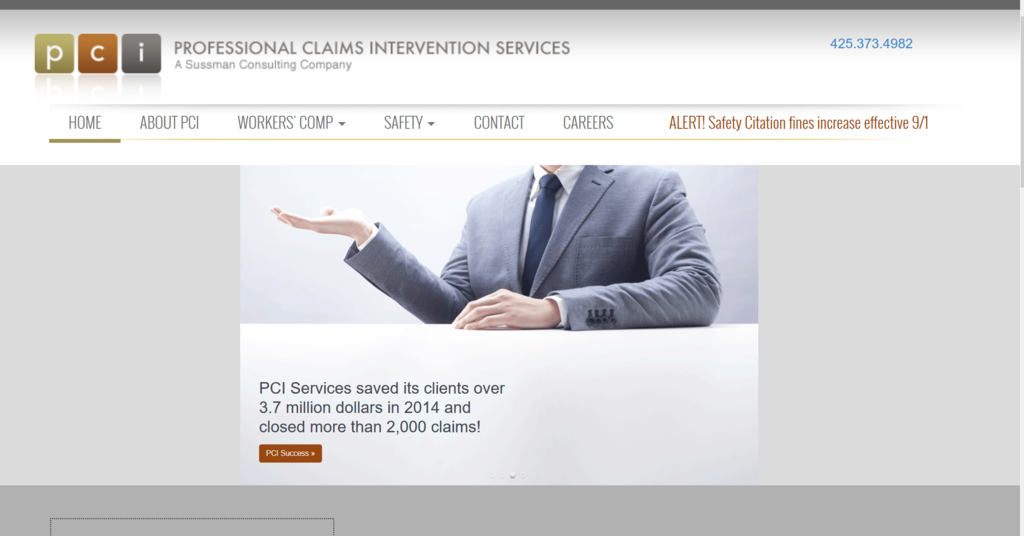 pci
PROFESSIONAL CLAIMS INTERVENTION SERVICES
A Sussman Consulting Company
425.373.4982
HOME
ABOUT PCI
WORKERS' COMP
SAFETY
CONTACT
CAREERS
ALERT! Safety Citation fines increase effective 9/1
PCI Services saved its clients over
3.7 million dollars in 2014 and
closed more than 2,000 claims!
PCI Success »